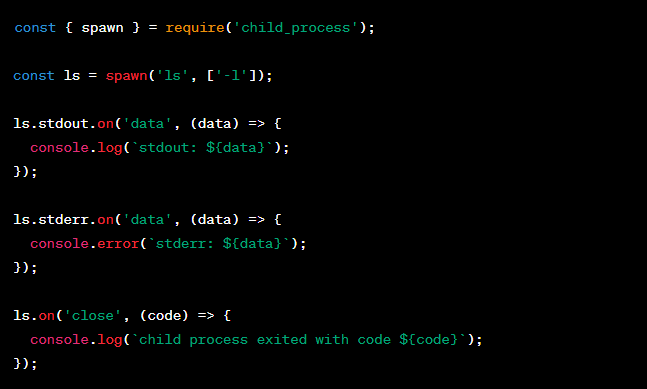 const { spawn } = require('child_process');
const ls = spawn('ls', ['-l']);
ls.stdout.on('data', (data) => {
  console.log(`stdout: ${data}`);
});
ls.stderr.on('data', (data) => {
  console.error(`stderr: ${data}`);
});
ls.on('close', (code) => {
  console.log(`child process exited with code ${code}`);
});